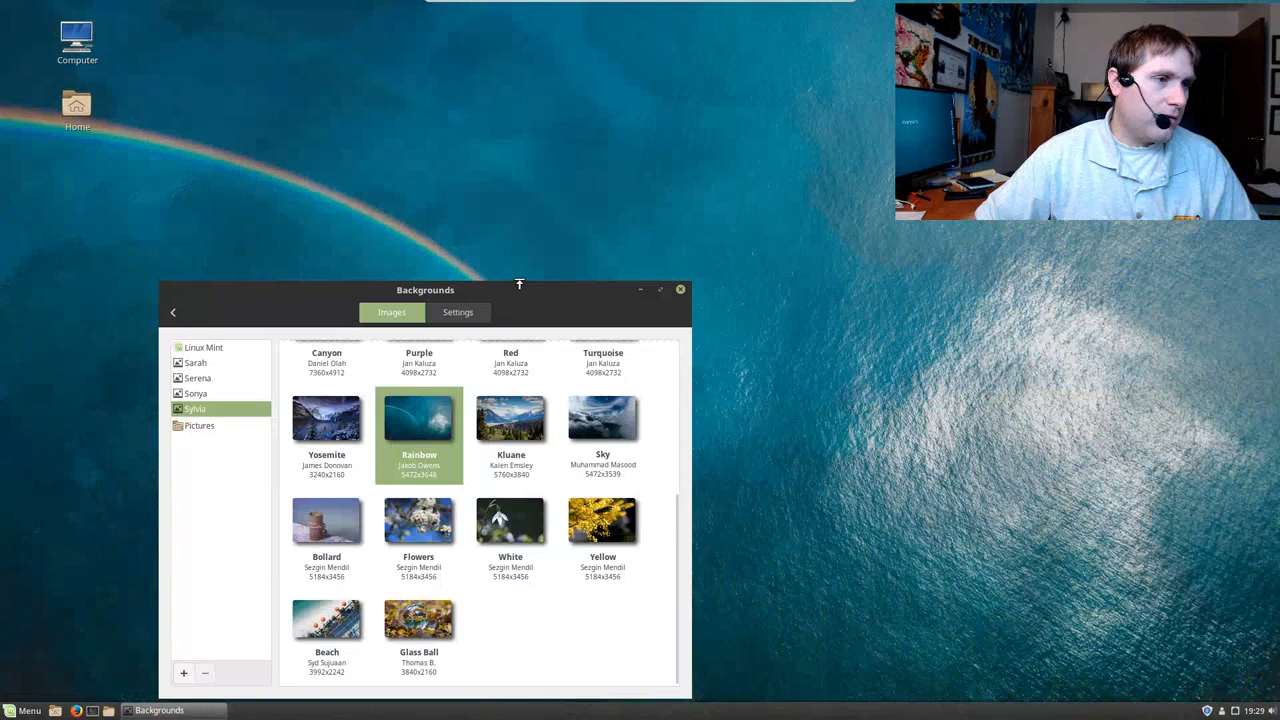 Computer
Home
Backgrounds
Images
Settings
Linux Mint
Sarah
Serena
Sonya
Sylvia
Pictures
Canyon
Daniel Olah
7360x4912
Purple
Jan Kaluza
4098x2732
Red
Jan Kaluza
4098x2732
Turquoise
Jan Kaluza
4098x2732
Yosemite
James Donovan
3240x2160
Rainbow
Jakob Owens
5472x3648
Kluane
Kalen Emsley
5760x3840
Sky
Muhammad Masood
5472x3539
Bollard
Sezgin Mendil
5184x3456
Flowers
Sezgin Mendil
5184x3456
White
Sezgin Mendil
5184x3456
Yellow
Sezgin Mendil
5184x3456
Beach
Syd Sujuaan
3992x2242
Glass Ball
Thomas B.
3840x2160
Menu
Backgrounds
19:29